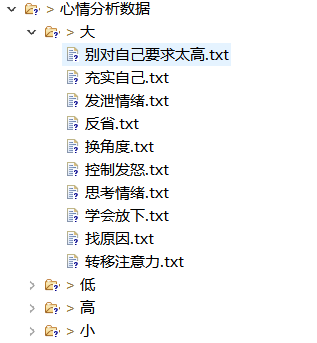 > 心情分析数据
> 大
别对自己要求太高.txt
充实自己.txt
发泄情绪.txt
反省.txt
换角度.txt
控制发怒.txt
思考情绪.txt
学会放下.txt
找原因.txt
转移注意力.txt
> 低
> 高
> 小